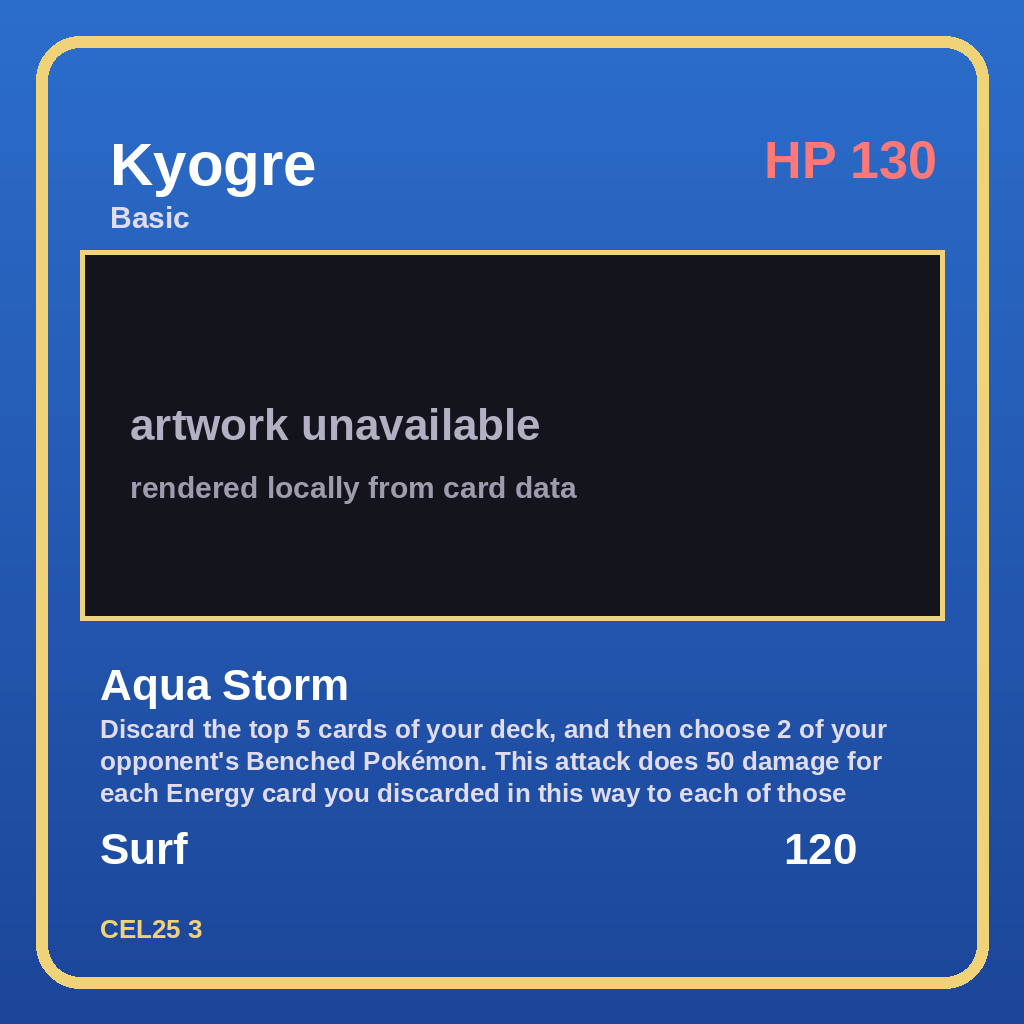 Kyogre
HP 130
Basic
artwork unavailable
rendered locally from card data
Aqua Storm
Discard the top 5 cards of your deck, and then choose 2 of your
opponent's Benched Pokémon. This attack does 50 damage for
each Energy card you discarded in this way to each of those
Surf 120
CEL25 3